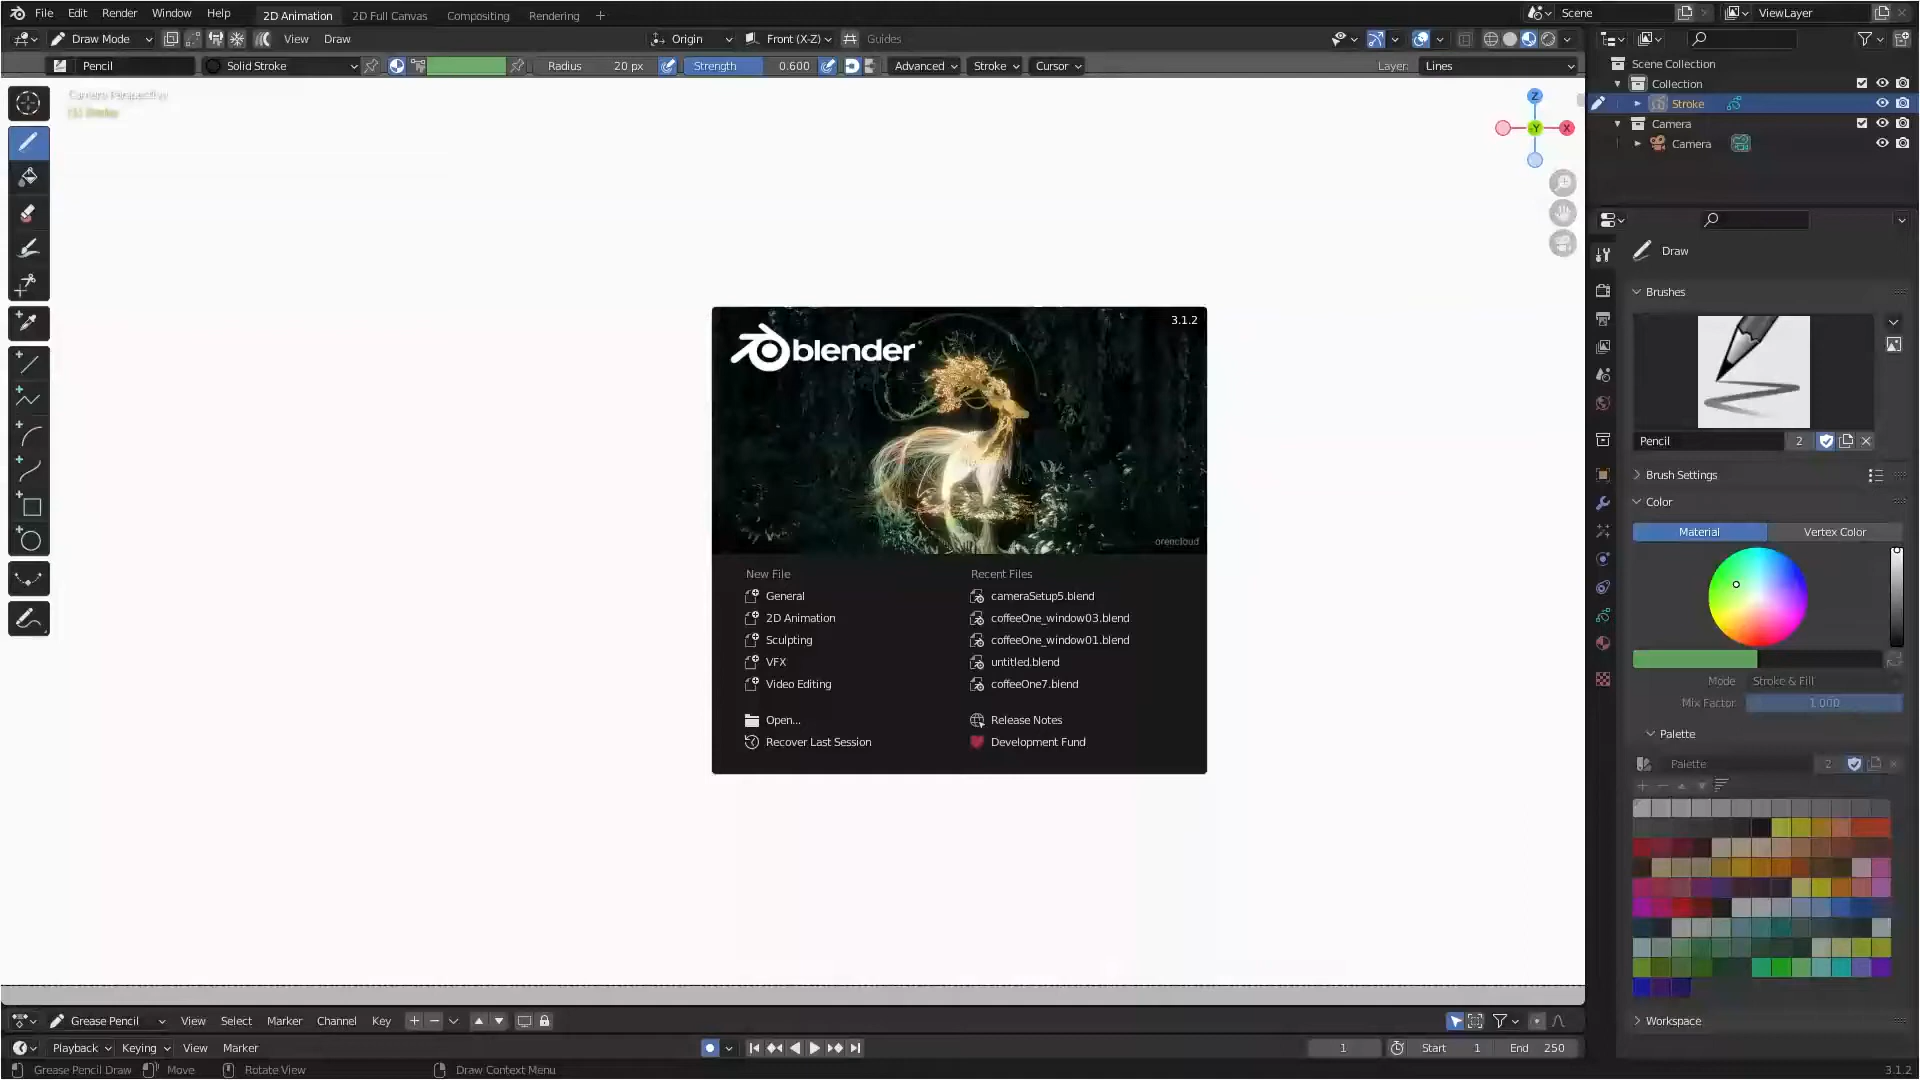 File Edit Render Window Help 2D Animation 2D Full Canvas Compositing Rendering + Scene ViewLayer
Draw Mode View Draw Origin Front (X-Z) Guides
Pencil Solid Stroke Radius 20 px Strength 0.600 Advanced Stroke Cursor Layer: Lines
Camera Perspective
(1) Stroke
Z
Y X
Scene Collection
Collection
Stroke
Camera
Camera
Draw
Brushes
Pencil 2
Brush Settings
Color
Material Vertex Color
Mode Stroke & Fill
Mix Factor 1.000
Palette
Palette 2
Workspace
3.1.2
blender
orencloud
New File
General
2D Animation
Sculpting
VFX
Video Editing
Open...
Recover Last Session
Recent Files
cameraSetup5.blend
coffeeOne_window03.blend
coffeeOne_window01.blend
untitled.blend
coffeeOne7.blend
Release Notes
Development Fund
Grease Pencil View Select Marker Channel Key
Playback Keying View Marker 1 Start 1 End 250
Grease Pencil Draw Move Rotate View Draw Context Menu 3.1.2